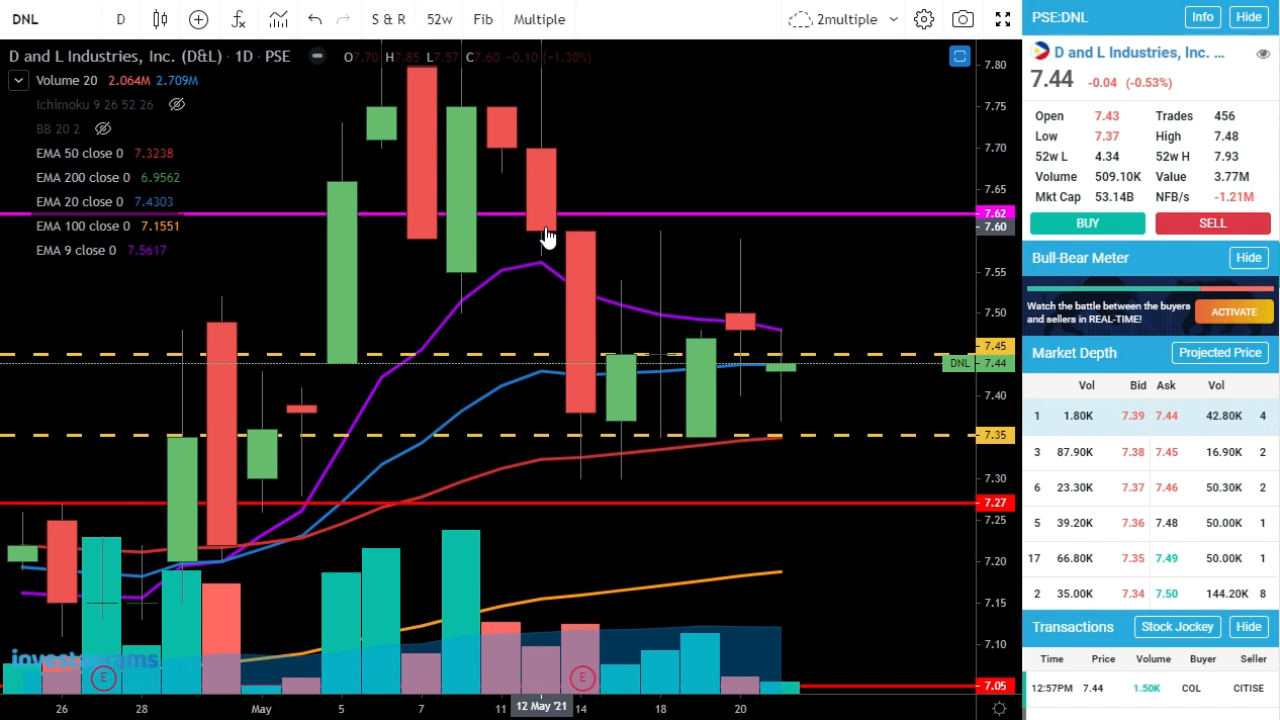 DNL D S & R 52w Fib Multiple 2multiple
D and L Industries, Inc. (D&L) · 1D · PSE O7.70 H7.85 L7.57 C7.60 -0.10 (-1.30%)
Volume 20 2.064M 2.709M
Ichimoku 9 26 52 26
BB 20 2
EMA 50 close 0 7.3238
EMA 200 close 0 6.9562
EMA 20 close 0 7.4303
EMA 100 close 0 7.1551
EMA 9 close 0 7.5617
7.80
7.75
7.70
7.65
7.62
7.60
7.55
7.50
7.45
DNL 7.44
7.40
7.35
7.30
7.27
7.25
7.20
7.15
7.10
7.05
investagrams
E E
26 28 May 5 7 11 12 May '21 14 18 20
PSE:DNL Info Hide
D and L Industries, Inc. ...
7.44 -0.04 (-0.53%)
Open 7.43 Trades 456
Low 7.37 High 7.48
52w L 4.34 52w H 7.93
Volume 509.10K Value 3.77M
Mkt Cap 53.14B NFB/s -1.21M
BUY SELL
Bull-Bear Meter Hide
Watch the battle between the buyers
and sellers in REAL-TIME! ACTIVATE
Market Depth Projected Price
Vol Bid Ask Vol
1 1.80K 7.39 7.44 42.80K 4
3 87.90K 7.38 7.45 16.90K 2
6 23.30K 7.37 7.46 50.30K 2
5 39.20K 7.36 7.48 50.00K 1
17 66.80K 7.35 7.49 50.00K 1
2 35.00K 7.34 7.50 144.20K 8
Transactions Stock Jockey Hide
Time Price Volume Buyer Seller
12:57PM 7.44 1.50K COL CITISE